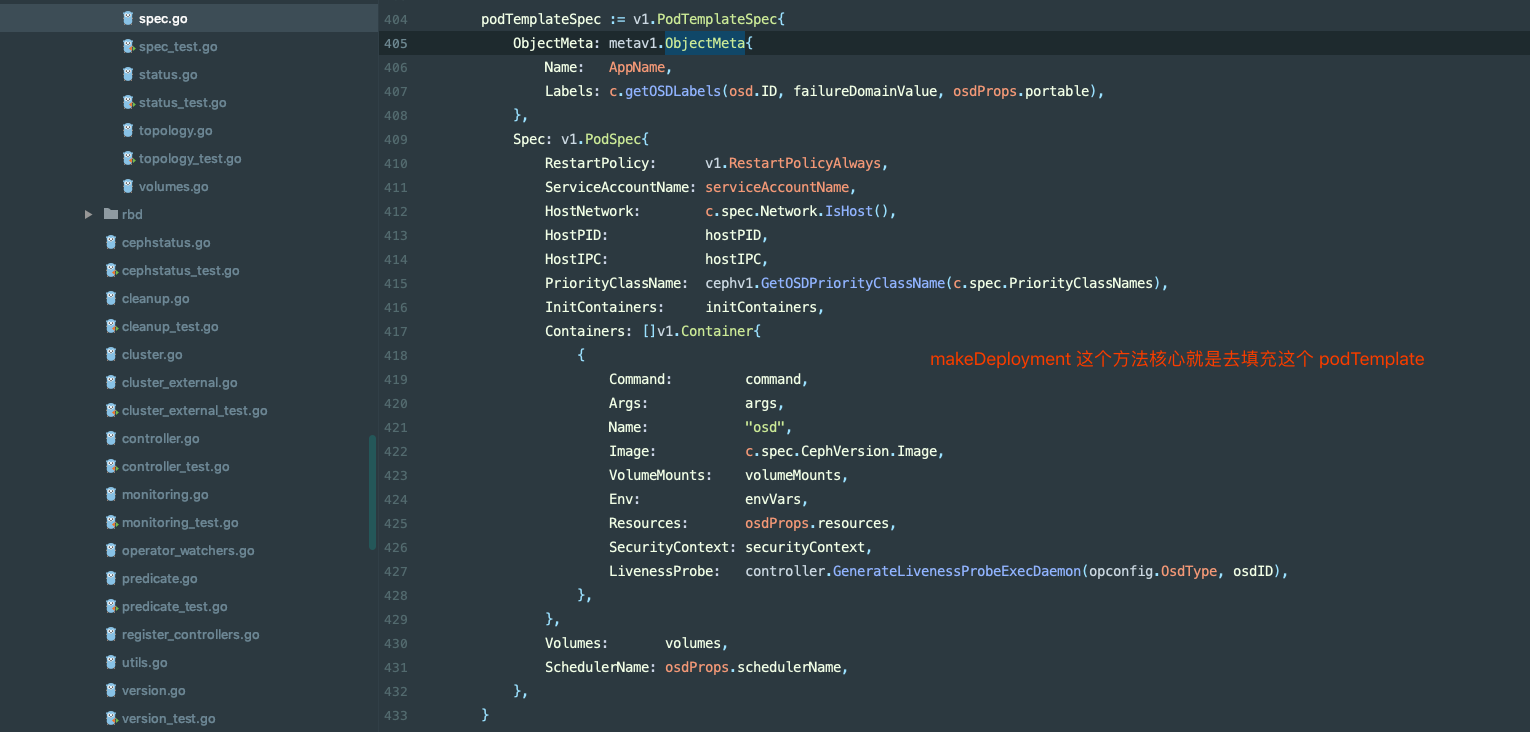 spec.go
spec_test.go
status.go
status_test.go
topology.go
topology_test.go
volumes.go
rbd
cephstatus.go
cephstatus_test.go
cleanup.go
cleanup_test.go
cluster.go
cluster_external.go
cluster_external_test.go
controller.go
controller_test.go
monitoring.go
monitoring_test.go
operator_watchers.go
predicate.go
predicate_test.go
register_controllers.go
utils.go
version.go
version_test.go
404 podTemplateSpec := v1.PodTemplateSpec{
405 ObjectMeta: metav1.ObjectMeta{
406 Name: AppName,
407 Labels: c.getOSDLabels(osd.ID, failureDomainValue, osdProps.portable),
408 },
409 Spec: v1.PodSpec{
410 RestartPolicy: v1.RestartPolicyAlways,
411 ServiceAccountName: serviceAccountName,
412 HostNetwork: c.spec.Network.IsHost(),
413 HostPID: hostPID,
414 HostIPC: hostIPC,
415 PriorityClassName: cephv1.GetOSDPriorityClassName(c.spec.PriorityClassNames),
416 InitContainers: initContainers,
417 Containers: []v1.Container{
418 {
makeDeployment 这个方法核心就是去填充这个 podTemplate
419 Command: command,
420 Args: args,
421 Name: "osd",
422 Image: c.spec.CephVersion.Image,
423 VolumeMounts: volumeMounts,
424 Env: envVars,
425 Resources: osdProps.resources,
426 SecurityContext: securityContext,
427 LivenessProbe: controller.GenerateLivenessProbeExecDaemon(opconfig.OsdType, osdID),
428 },
429 },
430 Volumes: volumes,
431 SchedulerName: osdProps.schedulerName,
432 },
433 }